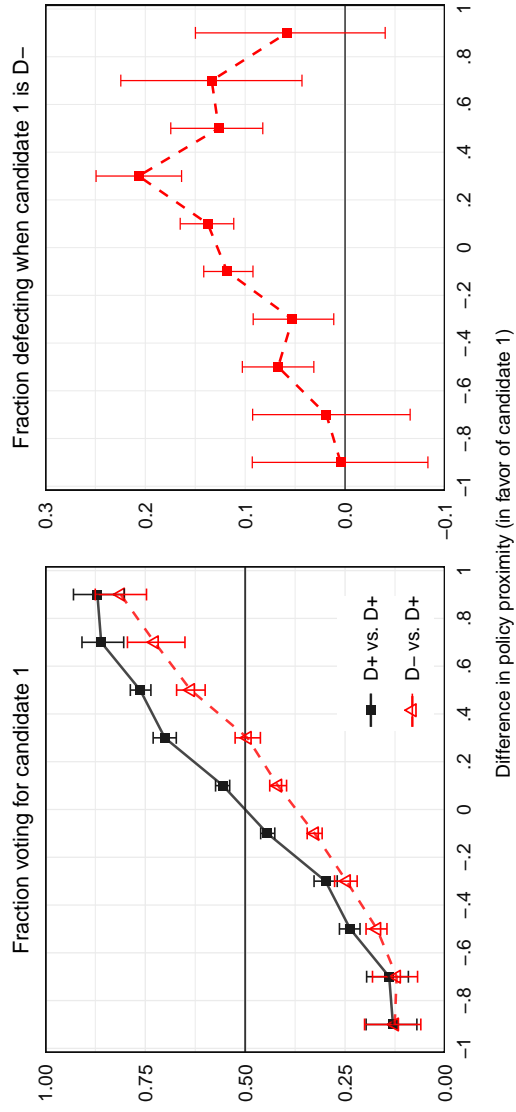 Fraction voting for candidate 1
1.00
0.75
0.50
0.25
0.00
−1 −.8 −.6 −.4 −.2 0 .2 .4 .6 .8 1
D+ vs. D+
D− vs. D+
Fraction defecting when candidate 1 is D−
0.3
0.2
0.1
0.0
−0.1
−1 −.8 −.6 −.4 −.2 0 .2 .4 .6 .8 1
Difference in policy proximity (in favor of candidate 1)